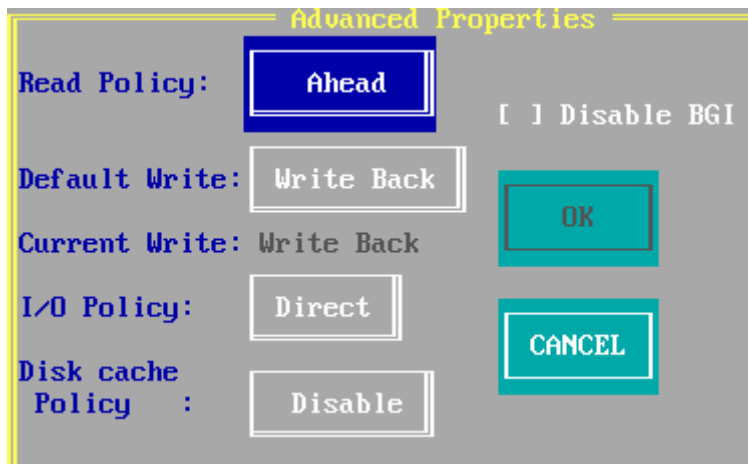 Advanced Properties
Read Policy: Ahead
[ ] Disable BGI
Default Write: Write Back
OK
Current Write: Write Back
I/O Policy: Direct
CANCEL
Disk cache
Policy : Disable